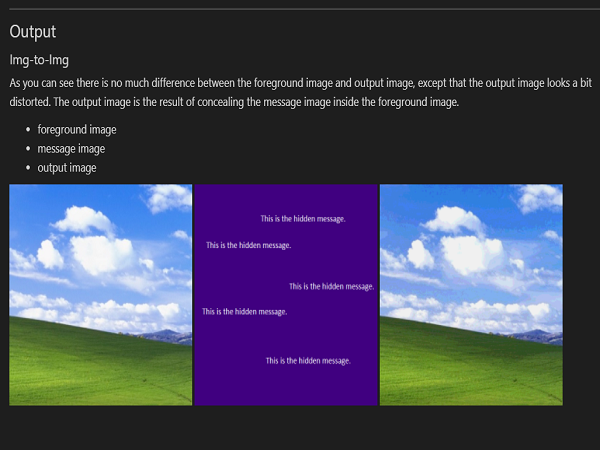 Output
Img-to-Img
As you can see there is no much difference between the foreground image and output image, except that the output image looks a bit
distorted. The output image is the result of concealing the message image inside the foreground image.
foreground image
message image
output image
This is the hidden message.
This is the hidden message.
This is the hidden message.
This is the hidden message.
This is the hidden message.